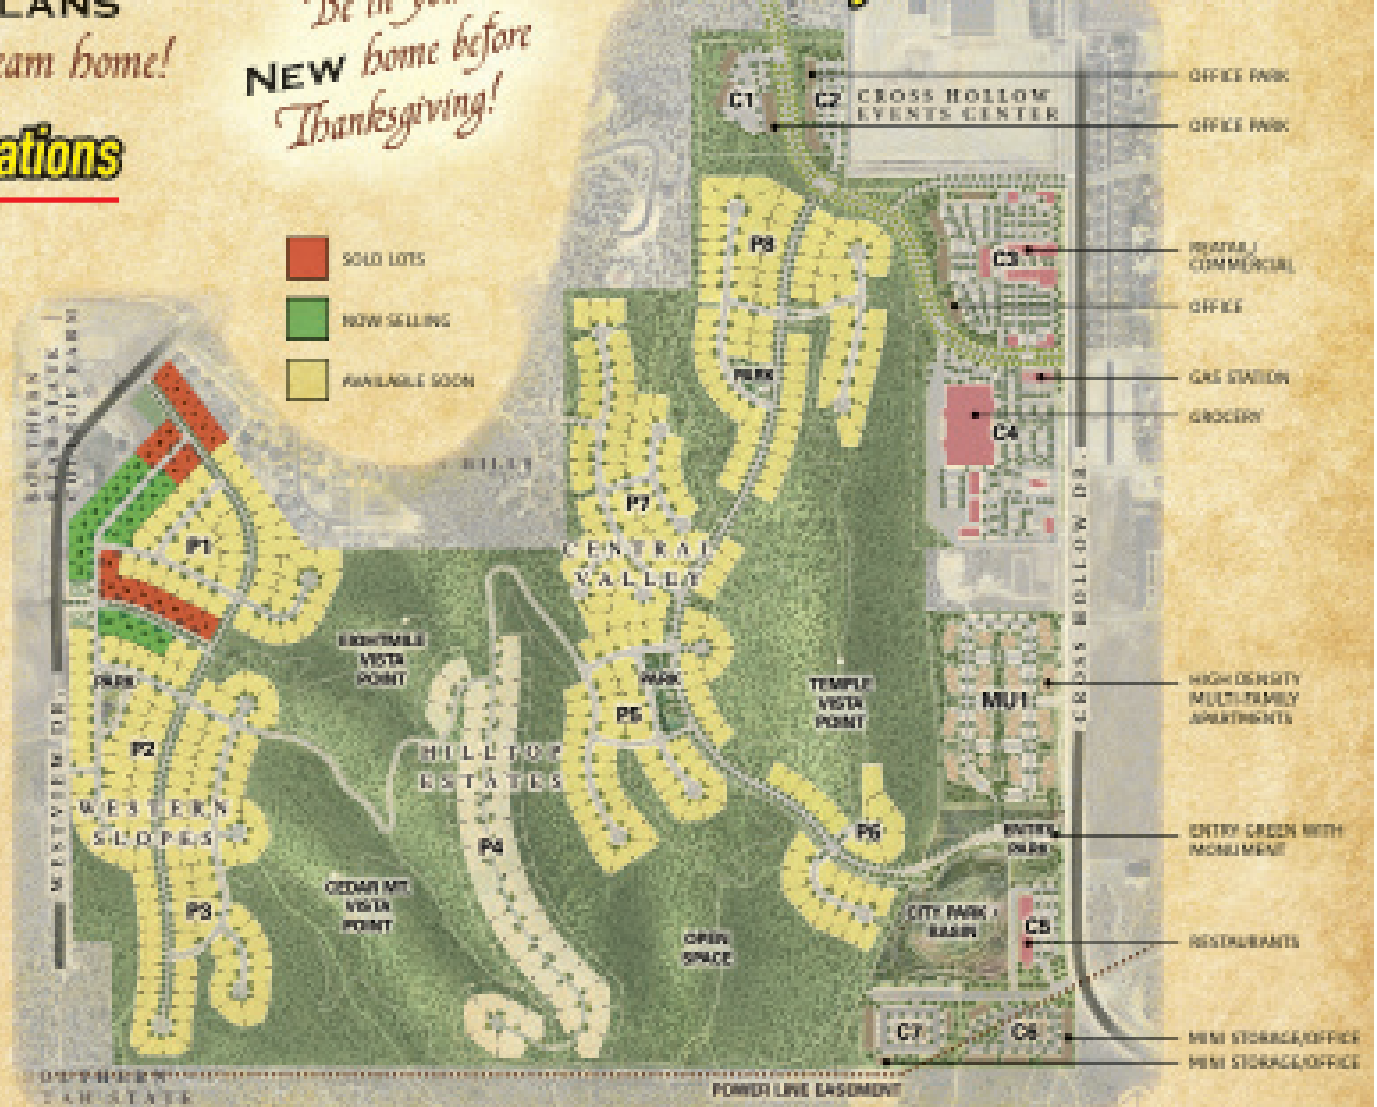 LANS
eam home!
Be in
NEW home before
Thanksgiving!
ations
SOLD LOTS
NOW SELLING
AVAILABLE SOON
C1
C2
CROSS HOLLOW
EVENTS CENTER
OFFICE PARK
OFFICE PARK
P8
C3
COMMERCIAL
OFFICE
PARK
GAS STATION
GROCERY
C4
SOUTHERN
P7
CENTRAL
VALLEY
P1
CROSS HOLLOW DR.
EIGHTMILE
VISTA
POINT
PARK
PARK
P5
TEMPLE
VISTA
POINT
MU1
HIGH DENSITY
MULTI-FAMILY
APARTMENTS
P2
HILLTOP
ESTATES
WESTVIEW DR.
WESTERN
SLOPES
P4
P6
ENTRY
PARK
ENTRY GREEN WITH
MONUMENT
CEDAR MT.
VISTA
POINT
P3
CITY PARK /
BASIN
C5
OPEN
SPACE
RESTAURANTS
C7
C6
MINI STORAGE/OFFICE
MINI STORAGE/OFFICE
POWER LINE EASEMENT